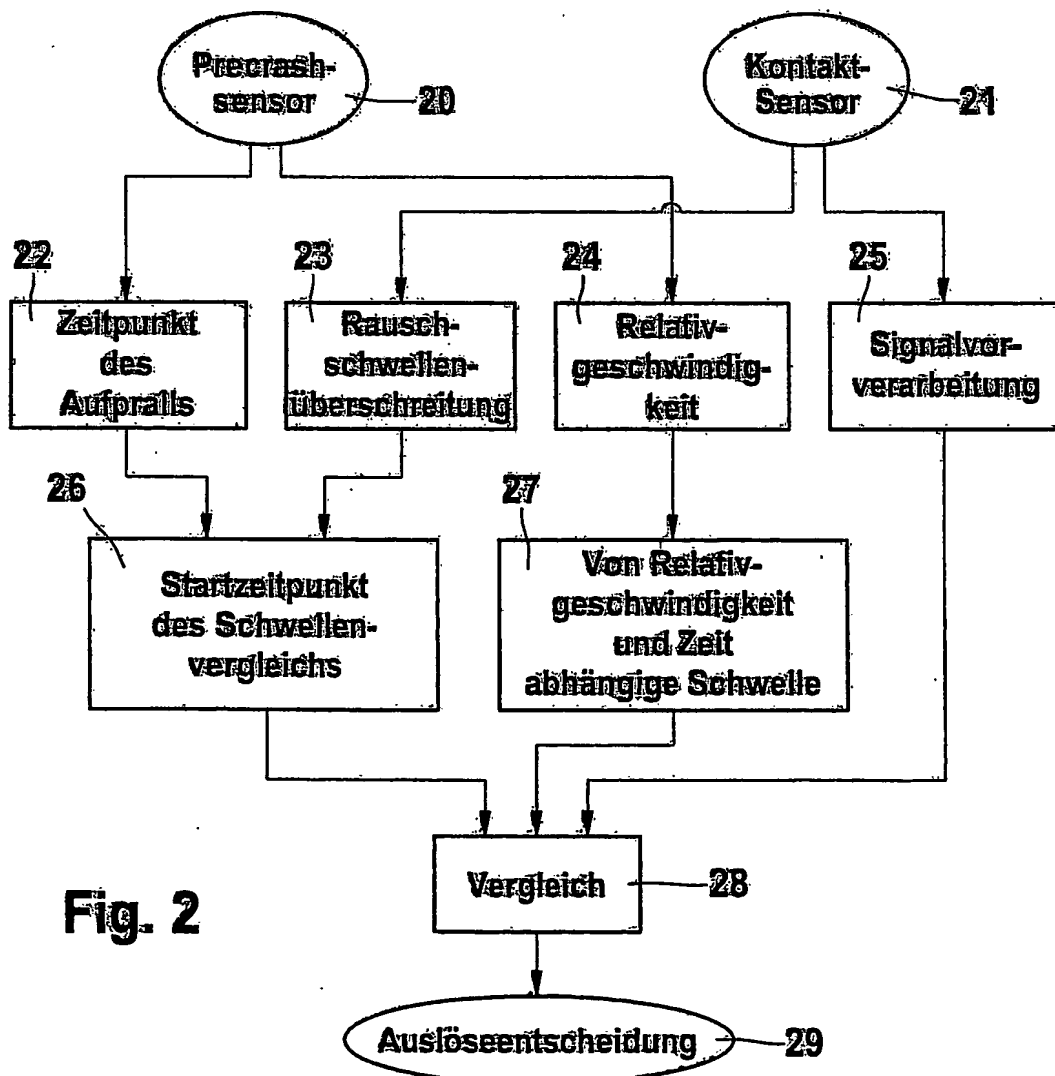 Precrash-
sensor
20
Kontakt-
Sensor
21
22
Zeitpunkt
des
Aufpralls
23
Rausch-
schwellen-
überschreitung
24
Relativ-
geschwindig-
keit
25
Signalvor-
verarbeitung
26
Startzeitpunkt
des Schwellen-
vergleichs
27
Von Relativ-
geschwindigkeit
und Zeit
abhängige Schwelle
Vergleich
28
Fig. 2
Auslöseentscheidung
29